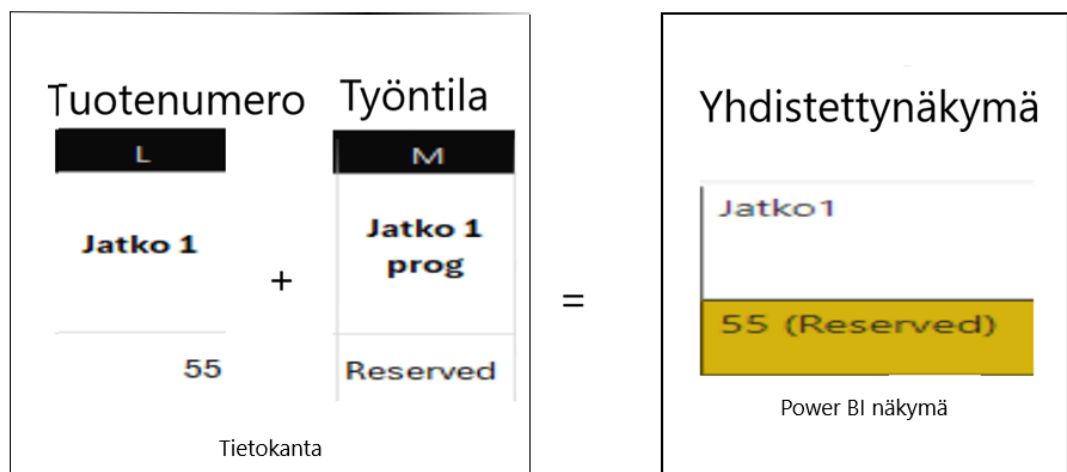 Tuotenumero Työntila
L M
Jatko 1
Jatko 1
prog
+
55 Reserved
Tietokanta
=
Yhdistettynäkymä
Jatko1
55 (Reserved)
Power BI näkymä